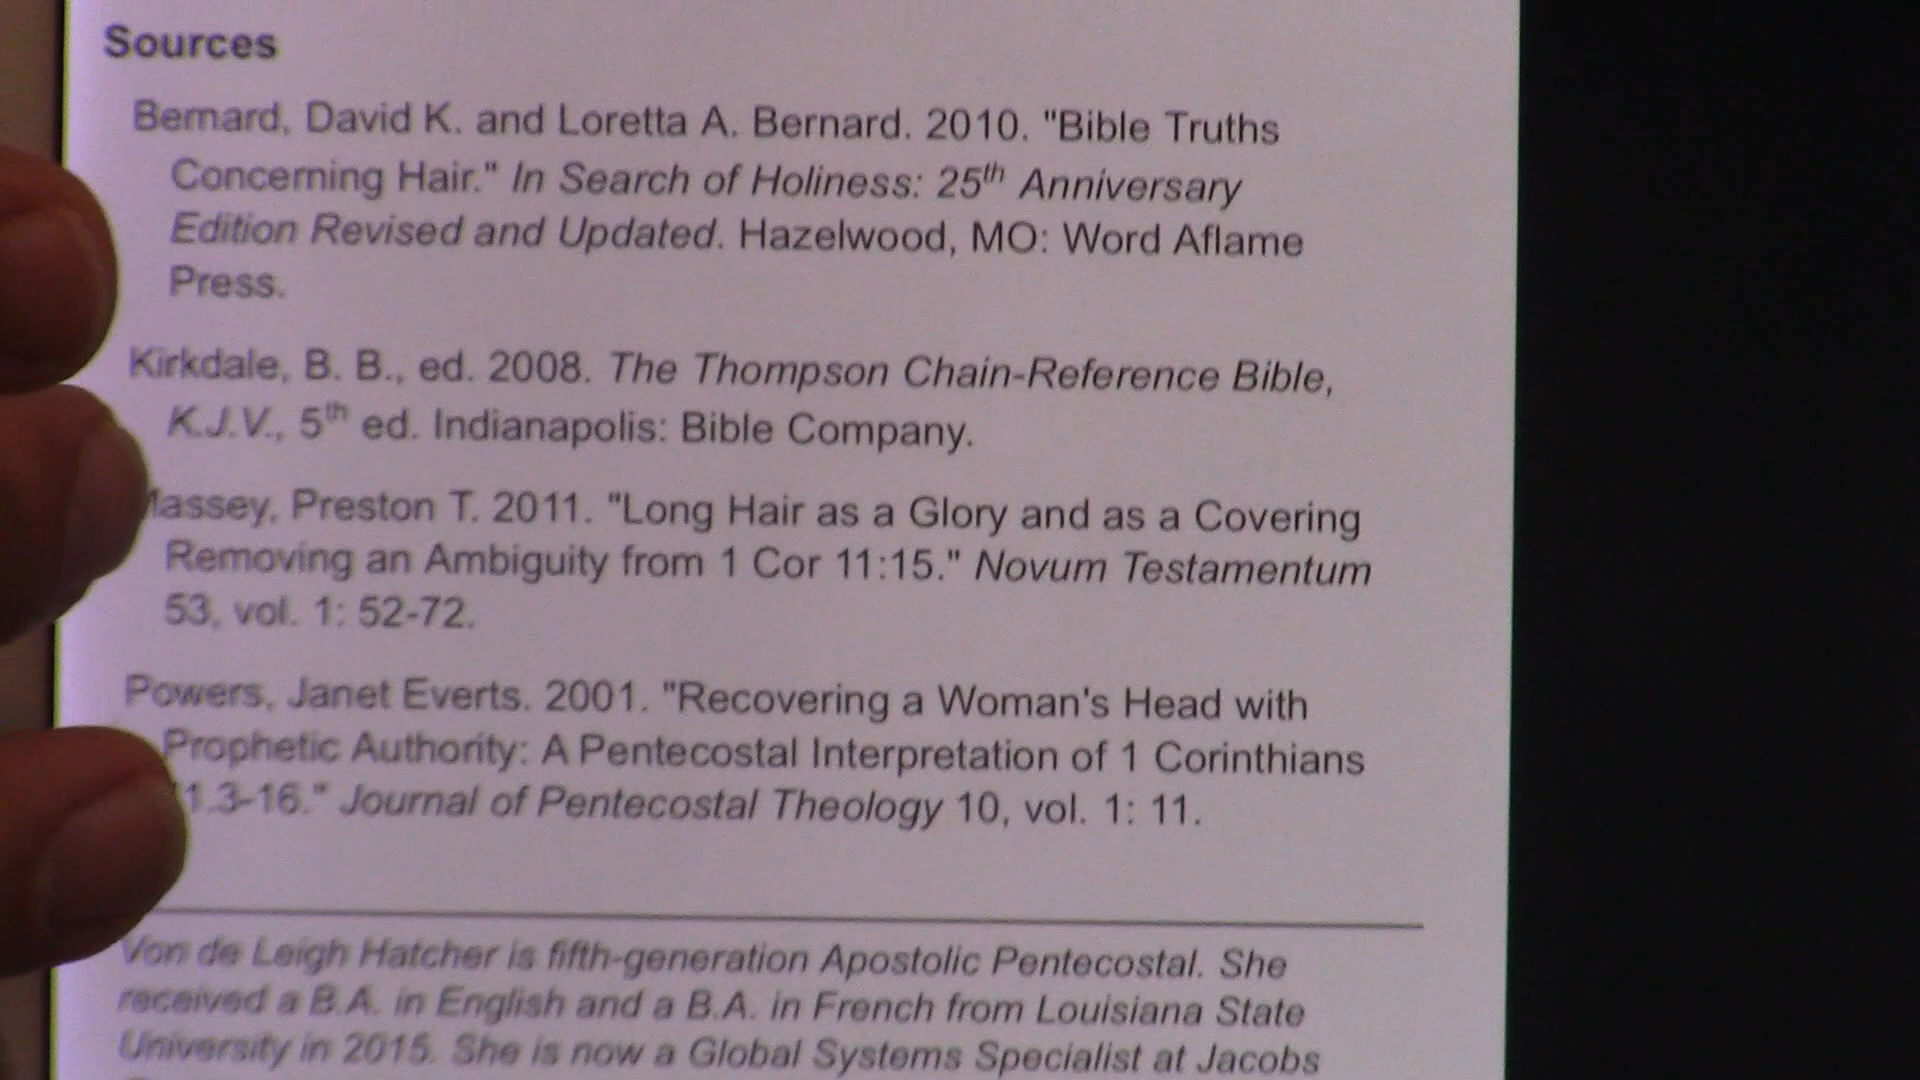 Sources
Bernard, David K. and Loretta A. Bernard. 2010. "Bible Truths
Concerning Hair." In Search of Holiness: 25th Anniversary
Edition Revised and Updated. Hazelwood, MO: Word Aflame
Press.
Kirkdale, B. B., ed. 2008. The Thompson Chain-Reference Bible,
K.J.V., 5th ed. Indianapolis: Bible Company.
Massey, Preston T. 2011. "Long Hair as a Glory and as a Covering
Removing an Ambiguity from 1 Cor 11:15." Novum Testamentum
53, vol. 1: 52-72.
Powers, Janet Everts. 2001. "Recovering a Woman's Head with
Prophetic Authority: A Pentecostal Interpretation of 1 Corinthians
11.3-16." Journal of Pentecostal Theology 10, vol. 1: 11.
Von de Leigh Hatcher is fifth-generation Apostolic Pentecostal. She
received a B.A. in English and a B.A. in French from Louisiana State
University in 2015. She is now a Global Systems Specialist at Jacobs